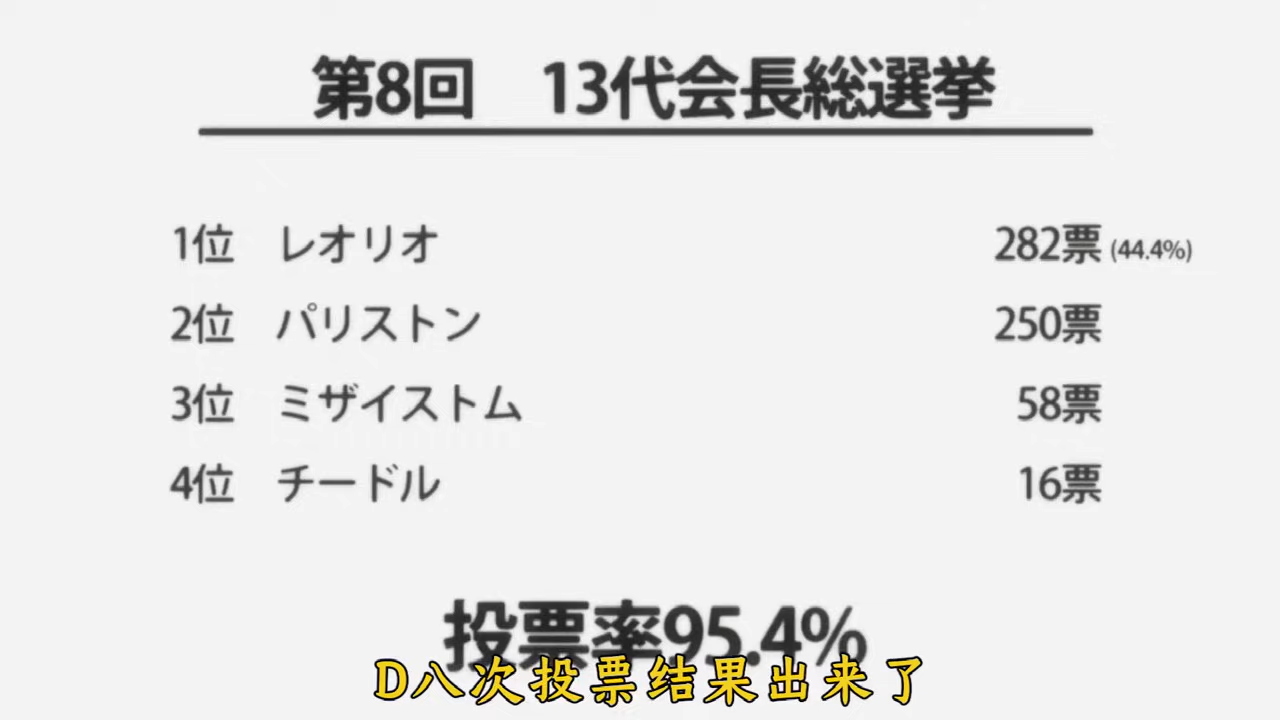 第8回 13代会長総選挙
1位 レオリオ 282票 (44.4%)
2位 パリストン 250票
3位 ミザイストム 58票
4位 チードル 16票
投票率95.4%
D八次投票结果出来了